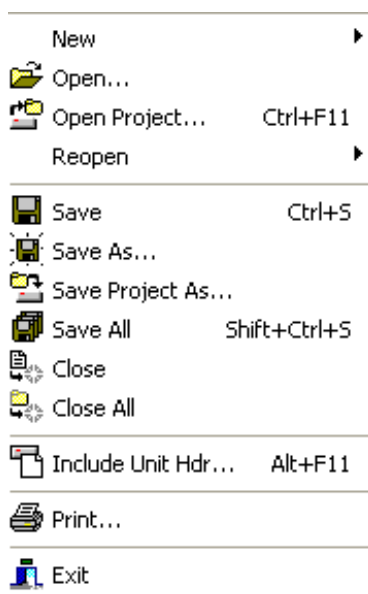 New
Open...
Open Project... Ctrl+F11
Reopen
Save Ctrl+S
Save As...
Save Project As...
Save All Shift+Ctrl+S
Close
Close All
Include Unit Hdr... Alt+F11
Print...
Exit